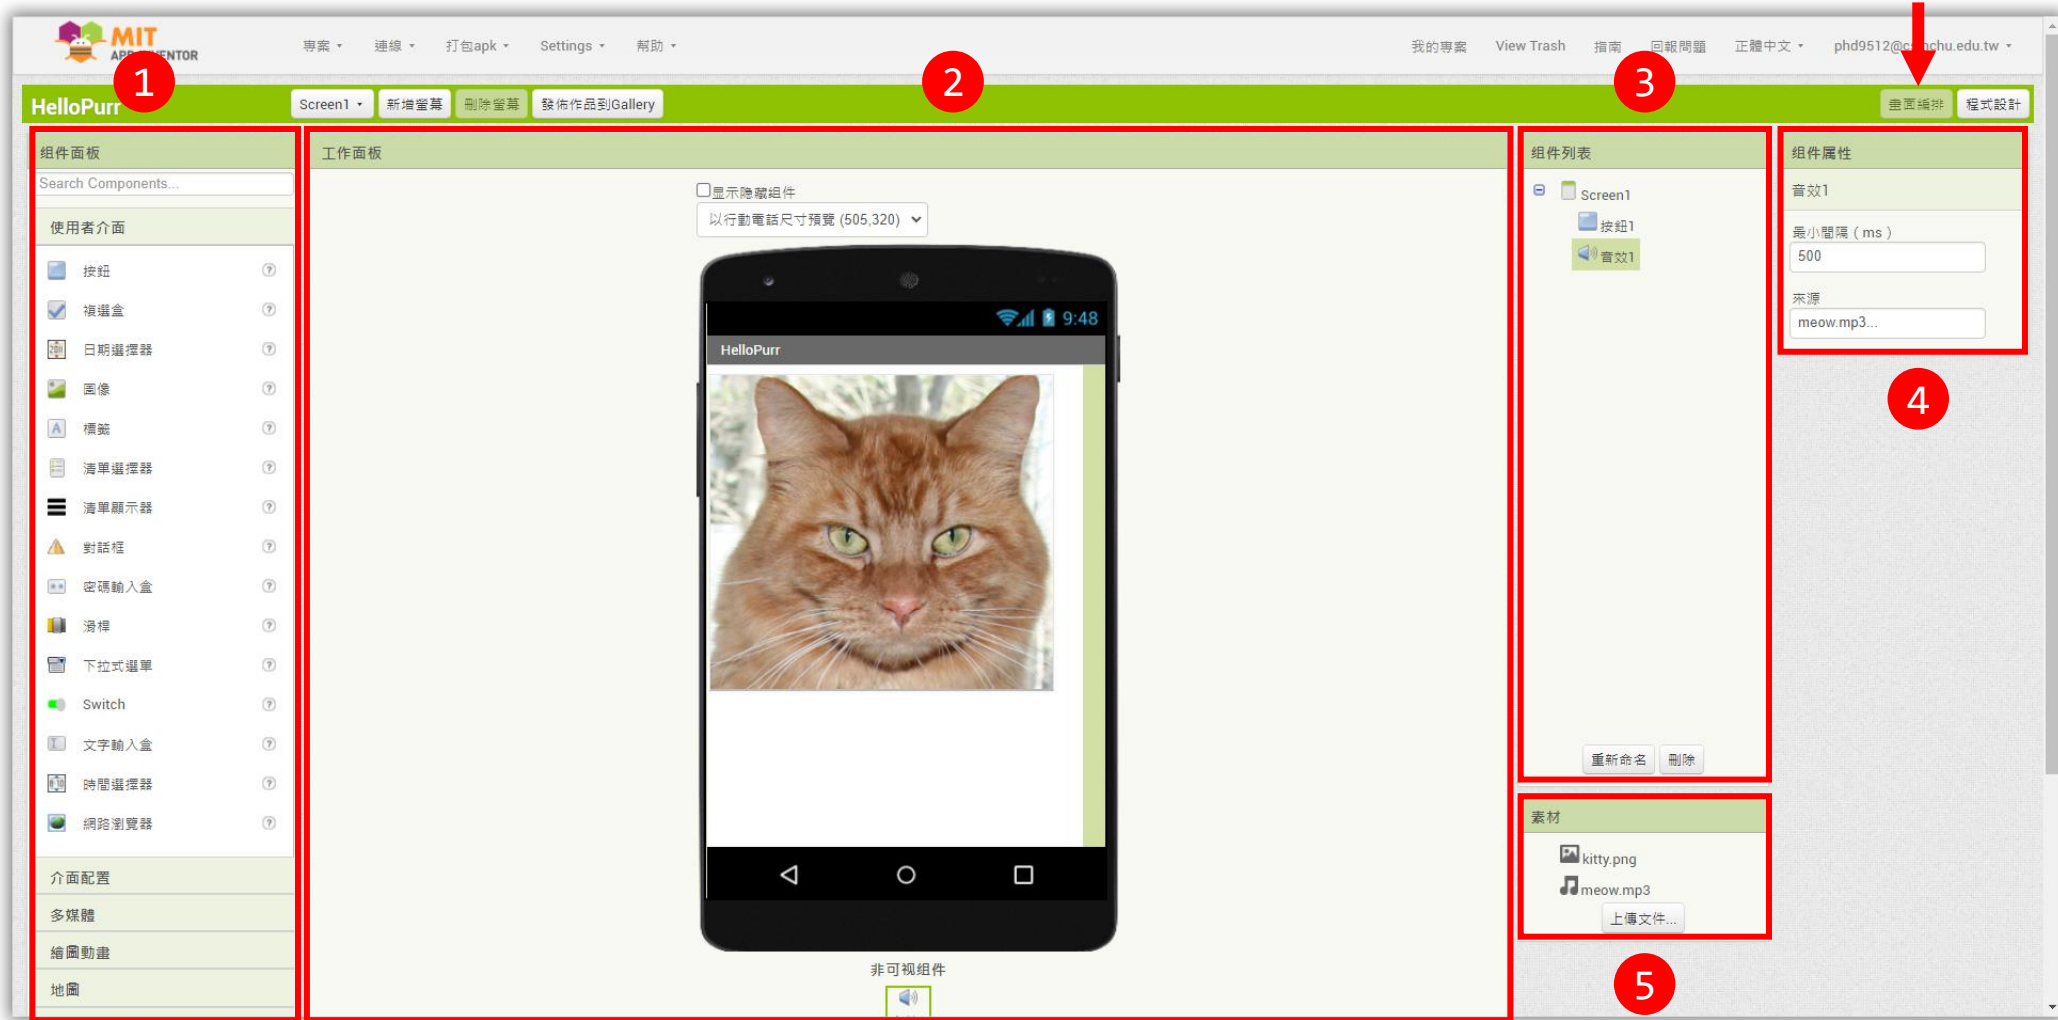 MIT
APP INVENTOR
專案
連線
打包apk
Settings
幫助
我的專案
View Trash
指南
回報問題
正體中文
1
2
3
HelloPurr
Screen1
新增螢幕
刪除螢幕
發佈作品到Gallery
畫面編排
程式設計
组件面板
Search Components...
使用者介面
按鈕
複選盒
日期選擇器
圖像
標籤
清單選擇器
清單顯示器
對話框
密碼輸入盒
滑桿
下拉式選單
Switch
文字輸入盒
時間選擇器
網路瀏覽器
介面配置
多媒體
繪圖動畫
地圖
工作面板
显示隐藏組件
以行動電話尺寸預覽 (505,320)
9:48
HelloPurr
非可视组件
组件列表
Screen1
按鈕1
音效1
重新命名
刪除
素材
kitty.png
meow.mp3
上傳文件...
5
组件属性
音效1
最小間隔（ms）
500
來源
meow.mp3...
4